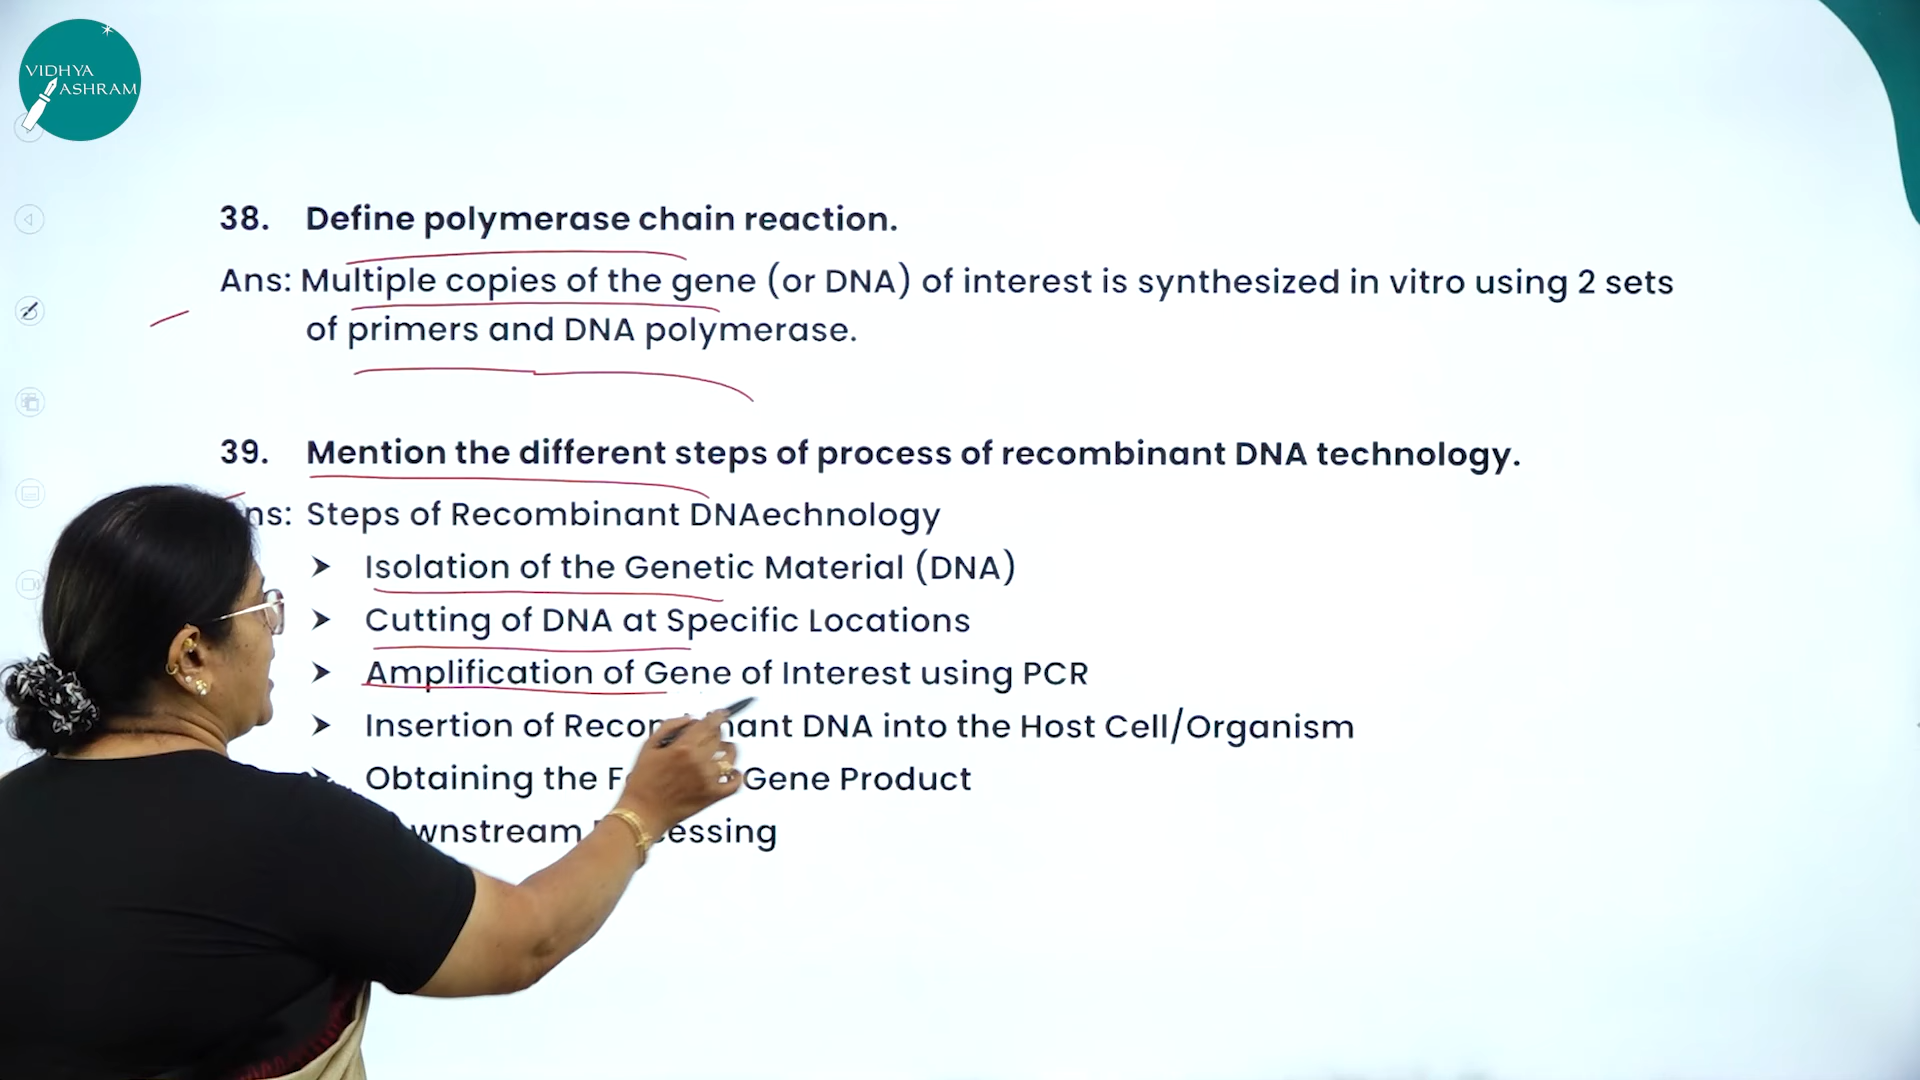 VIDHYA
ASHRAM
38. Define polymerase chain reaction.
Ans: Multiple copies of the gene (or DNA) of interest is synthesized in vitro using 2 sets
of primers and DNA polymerase.
39. Mention the different steps of process of recombinant DNA technology.
ns: Steps of Recombinant DNAechnology
➤ Isolation of the Genetic Material (DNA)
➤ Cutting of DNA at Specific Locations
➤ Amplification of Gene of Interest using PCR
➤ Insertion of Recombinant DNA into the Host Cell/Organism
➤ Obtaining the Gene Product
wnstream essing